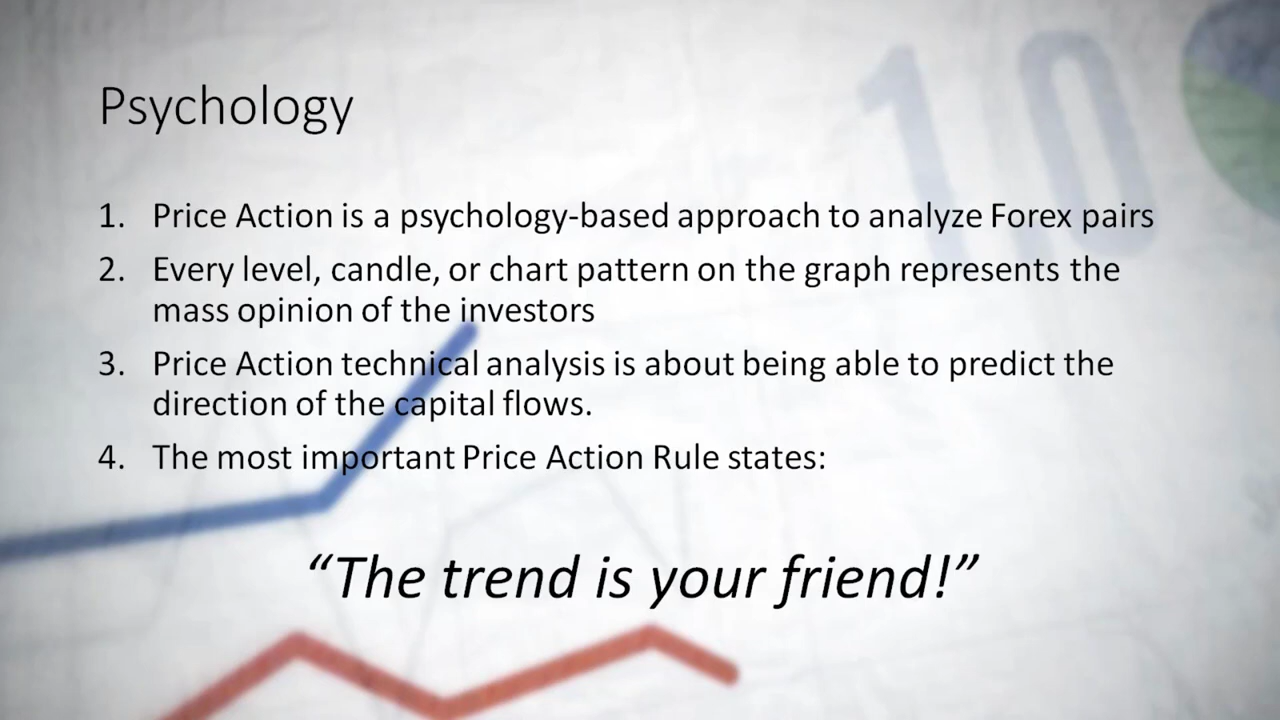 10
Psychology
1. Price Action is a psychology-based approach to analyze Forex pairs
2. Every level, candle, or chart pattern on the graph represents the
mass opinion of the investors
3. Price Action technical analysis is about being able to predict the
direction of the capital flows.
4. The most important Price Action Rule states:
“The trend is your friend!”